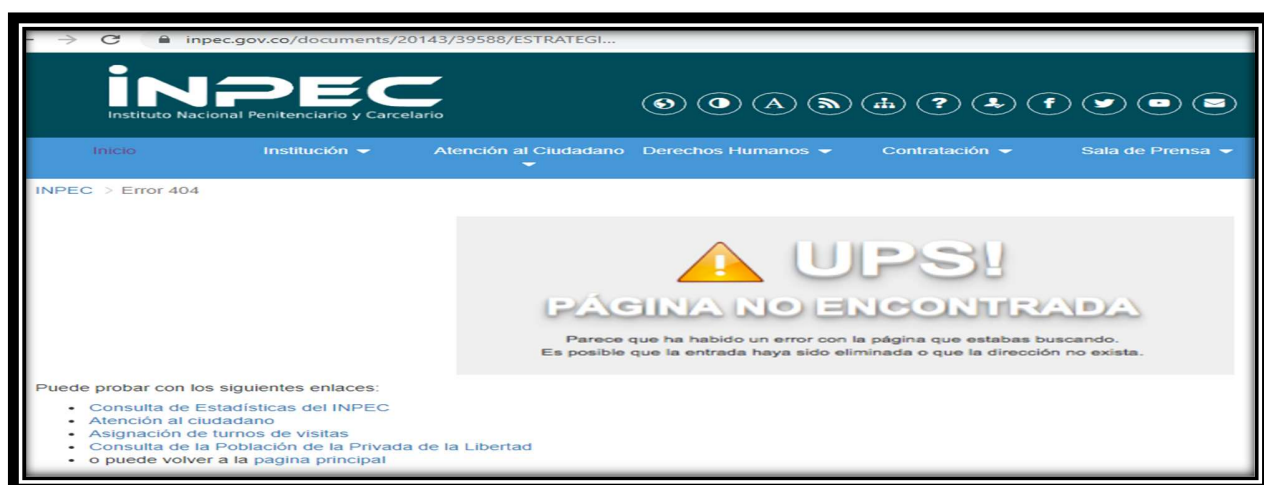 inpec.gov.co/documents/20143/39588/ESTRATEGI...
INPEC
Instituto Nacional Penitenciario y Carcelario
A ?
Inicio Institución Atención al Ciudadano Derechos Humanos Contratación Sala de Prensa
INPEC > Error 404
UPS!
PÁGINA NO ENCONTRADA
Parece que ha habido un error con la página que estabas buscando.
Es posible que la entrada haya sido eliminada o que la dirección no exista.
Puede probar con los siguientes enlaces:
• Consulta de Estadísticas del INPEC
• Atención al ciudadano
• Asignación de turnos de visitas
• Consulta de la Población de la Privada de la Libertad
• o puede volver a la pagina principal